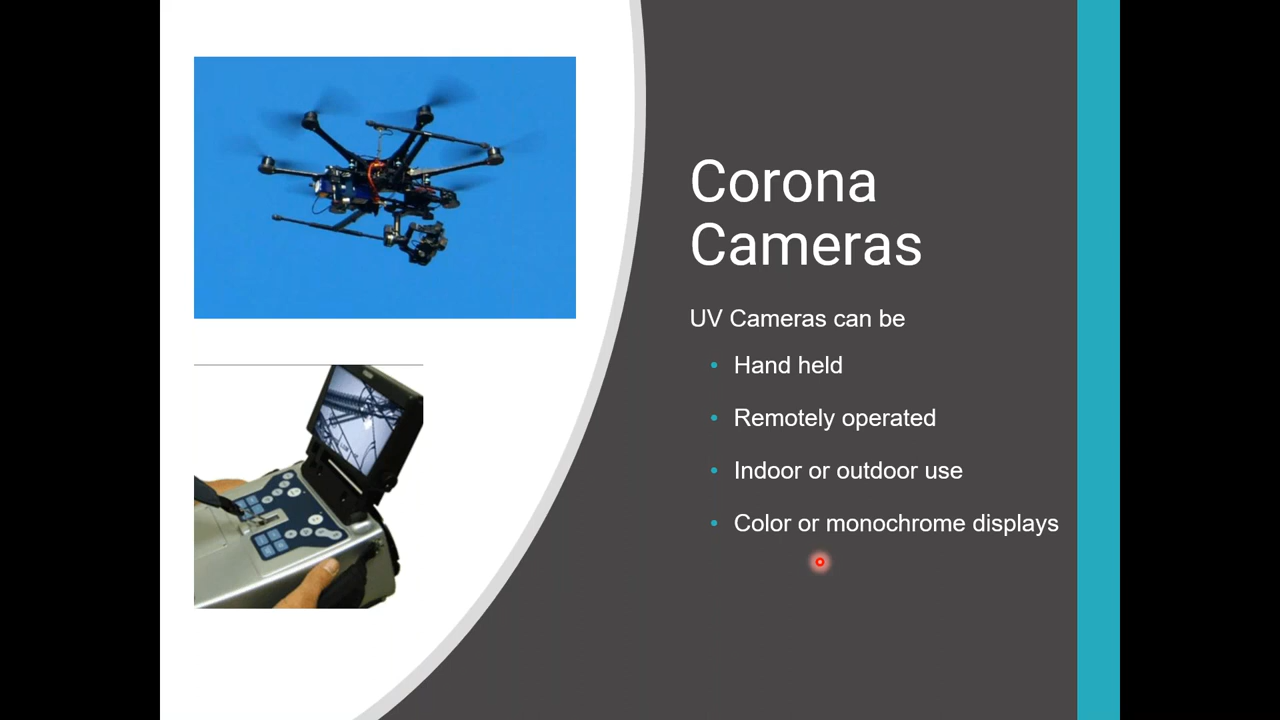 Corona
Cameras
UV Cameras can be
• Hand held
• Remotely operated
• Indoor or outdoor use
• Color or monochrome displays